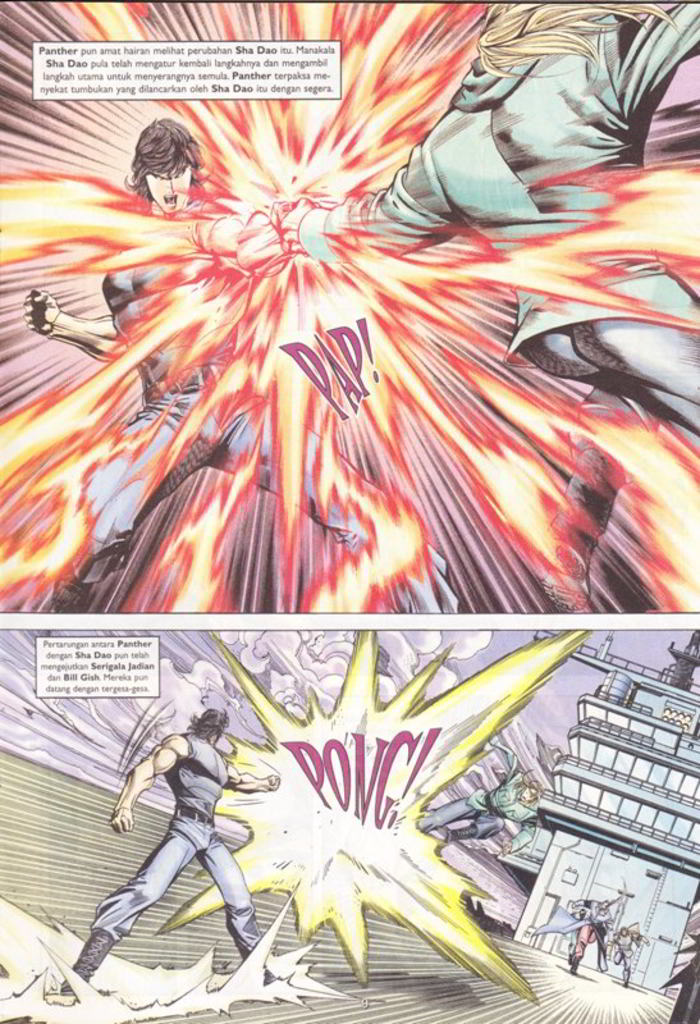 Panther pun amat hairan melihat perubahan Sha Dao itu. Manakala
Sha Dao pula telah mengatur kembali langkahnya dan mengambil
langkah utama untuk menyerangnya semula. Panther terpaksa me-
nyekat tumbukan yang dilancarkan oleh Sha Dao itu dengan segera.
PAP!
Pertarungan antara Panther
dengan Sha Dao pun telah
mengejutkan Serigala Jadian
dan Bill Gish. Mereka pun
datang dengan tergesa-gesa.
PONG!
9